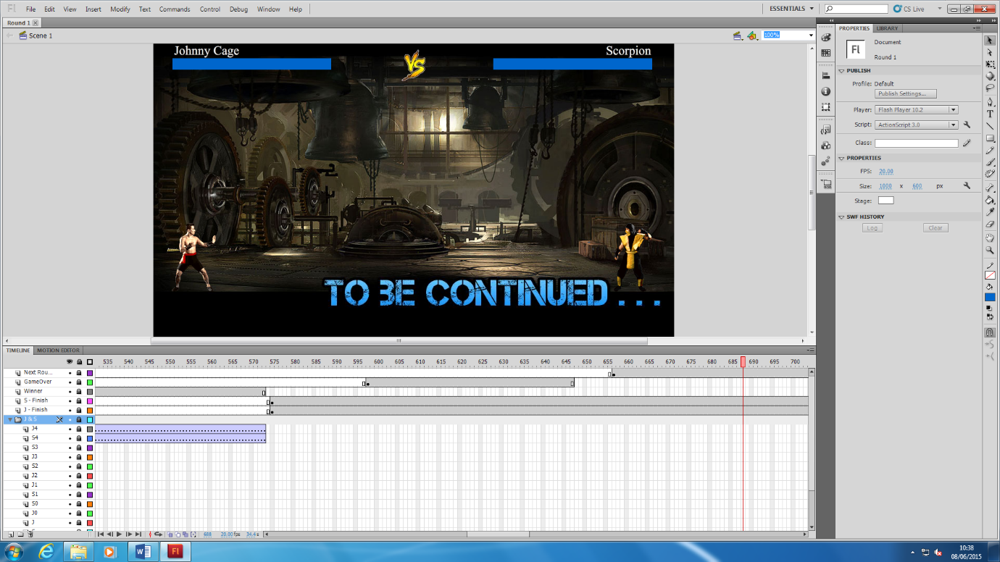 Fl File Edit View Insert Modify Text Commands Control Debug Window Help ESSENTIALS CS Live
Round 1
Scene 1 100%
Johnny Cage VS Scorpion
TO BE CONTINUED . . .
PROPERTIES LIBRARY
Fl Document
Round 1
PUBLISH
Profile: Default
Publish Settings...
Player: Flash Player 10.2
Script: ActionScript 3.0
Class:
PROPERTIES
FPS: 20.00
Size: 1000 x 600 px
Stage:
SWF HISTORY
Log Clear
TIMELINE MOTION EDITOR
535 540 545 550 555 560 565 570 575 580 585 590 595 600 605 610 615 620 625 630 635 640 645 650 655 660 665 670 675 680 685 690 695 700
Next Rou...
GameOver
Winner
S - Finish
J - Finish
J & S
J4
S4
S3
J3
S2
J2
J1
S1
S0
J0
J
688 20.00 fps 34.4 s
W Fl
10:38
08/06/2015